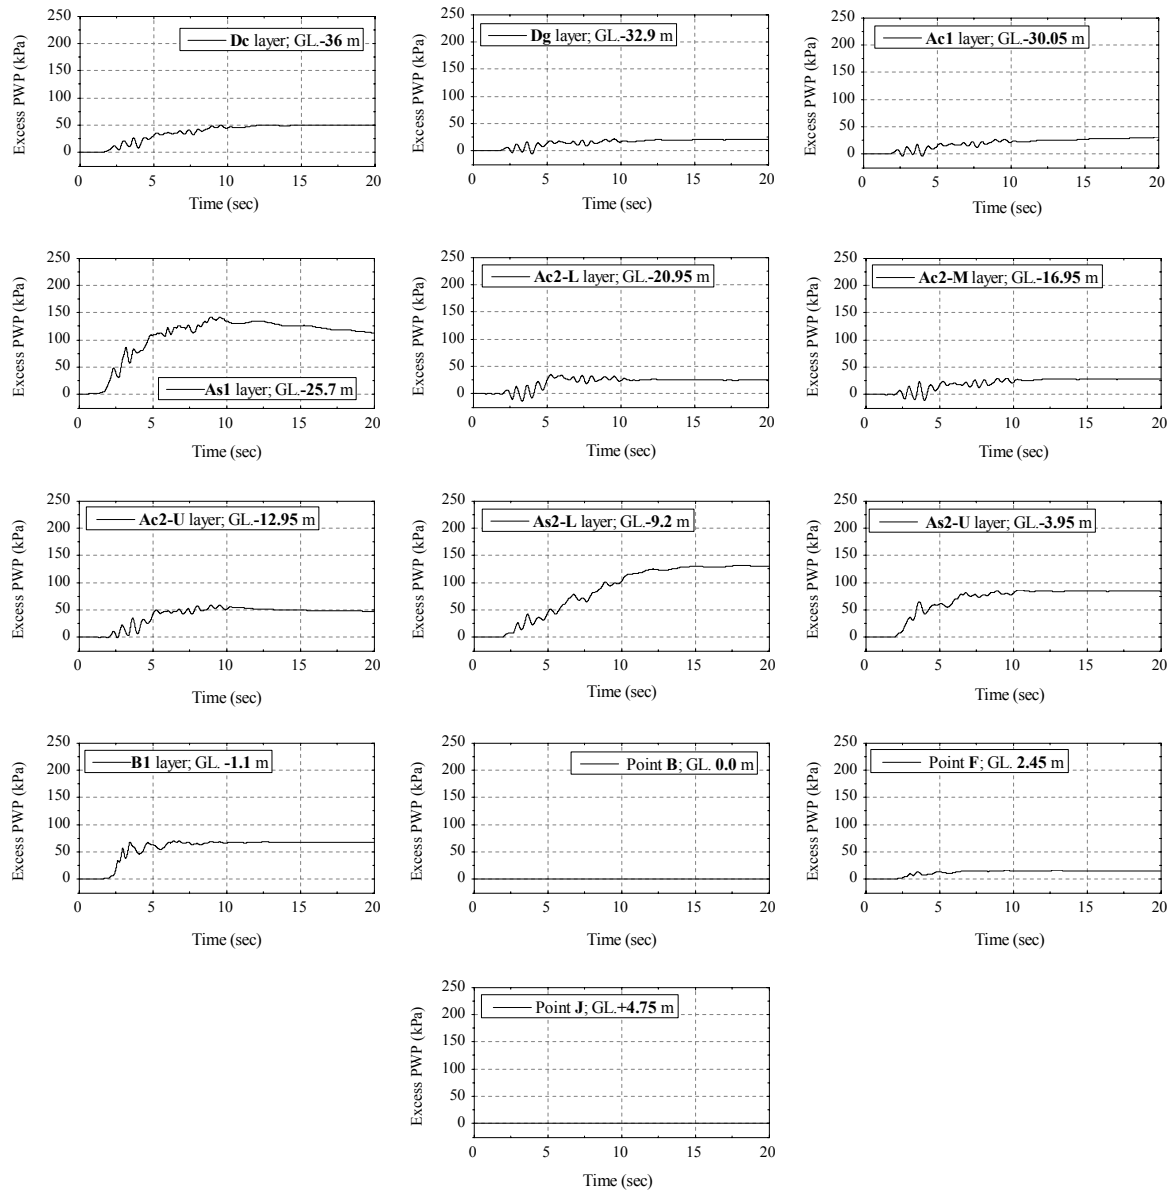 Dc layer; GL.-36 m
Excess PWP (kPa)
250
200
150
100
50
0
0 5 10 15 20
Time (sec)
Dg layer; GL.-32.9 m
Excess PWP (kPa)
250
200
150
100
50
0
0 5 10 15 20
Time (sec)
Ac1 layer; GL.-30.05 m
Excess PWP (kPa)
250
200
150
100
50
0
0 5 10 15 20
Time (sec)
As1 layer; GL.-25.7 m
Excess PWP (kPa)
250
200
150
100
50
0
0 5 10 15 20
Time (sec)
Ac2-L layer; GL.-20.95 m
Excess PWP (kPa)
250
200
150
100
50
0
0 5 10 15 20
Time (sec)
Ac2-M layer; GL.-16.95 m
Excess PWP (kPa)
250
200
150
100
50
0
0 5 10 15 20
Time (sec)
Ac2-U layer; GL.-12.95 m
Excess PWP (kPa)
250
200
150
100
50
0
0 5 10 15 20
Time (sec)
As2-L layer; GL.-9.2 m
Excess PWP (kPa)
250
200
150
100
50
0
0 5 10 15 20
Time (sec)
As2-U layer; GL.-3.95 m
Excess PWP (kPa)
250
200
150
100
50
0
0 5 10 15 20
Time (sec)
B1 layer; GL. -1.1 m
Excess PWP (kPa)
250
200
150
100
50
0
0 5 10 15 20
Time (sec)
Point B; GL. 0.0 m
Excess PWP (kPa)
250
200
150
100
50
0
0 5 10 15 20
Time (sec)
Point F; GL. 2.45 m
Excess PWP (kPa)
250
200
150
100
50
0
0 5 10 15 20
Time (sec)
Point J; GL.+4.75 m
Excess PWP (kPa)
250
200
150
100
50
0
0 5 10 15 20
Time (sec)